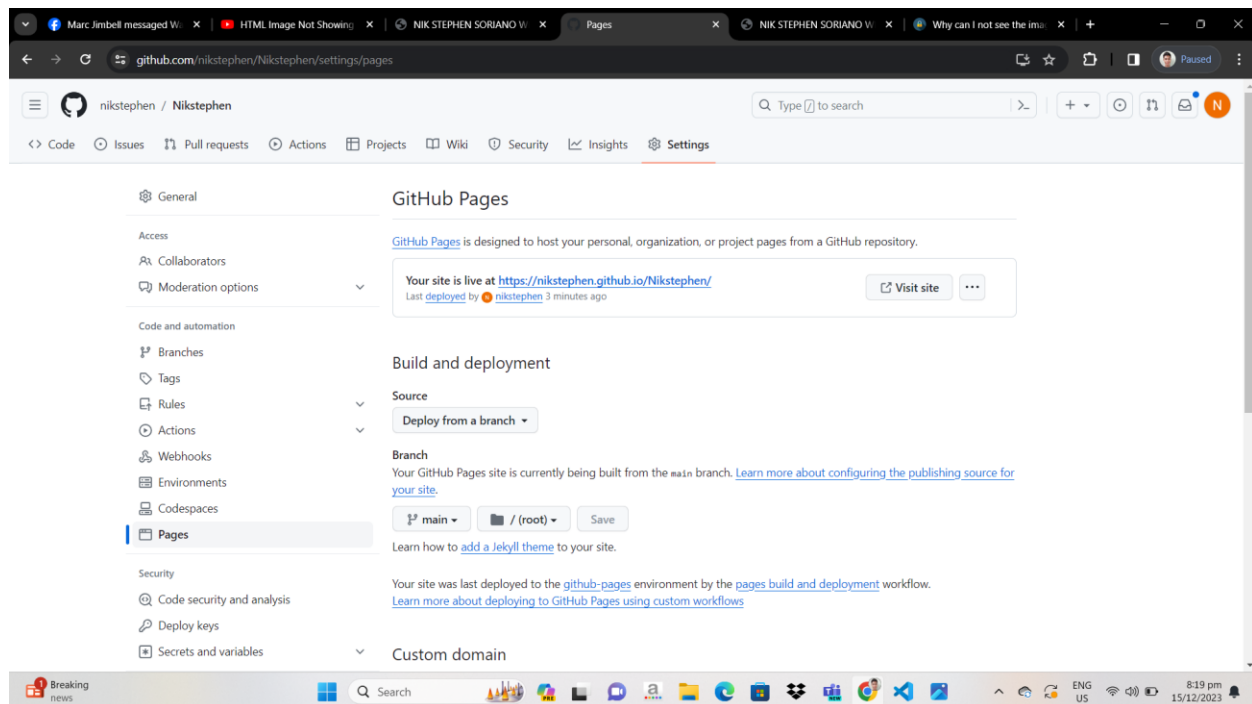 Marc Jimbell messaged W
HTML Image Not Showing
NIK STEPHEN SORIANO W
Pages
NIK STEPHEN SORIANO W
Why can I not see the ima
github.com/nikstephen/Nikstephen/settings/pages
Paused
nikstephen / Nikstephen
Type / to search
N
Code
Issues
Pull requests
Actions
Projects
Wiki
Security
Insights
Settings
General
Access
Collaborators
Moderation options
Code and automation
Branches
Tags
Rules
Actions
Webhooks
Environments
Codespaces
Pages
Security
Code security and analysis
Deploy keys
Secrets and variables
GitHub Pages
GitHub Pages is designed to host your personal, organization, or project pages from a GitHub repository.
Your site is live at https://nikstephen.github.io/Nikstephen/
Last deployed by nikstephen 3 minutes ago
Visit site
Build and deployment
Source
Deploy from a branch
Branch
Your GitHub Pages site is currently being built from the main branch. Learn more about configuring the publishing source for
your site.
main
/ (root)
Save
Learn how to add a Jekyll theme to your site.
Your site was last deployed to the github-pages environment by the pages build and deployment workflow.
Learn more about deploying to GitHub Pages using custom workflows
Custom domain
1
Breaking
news
Search
ENG
US
8:19 pm
15/12/2023